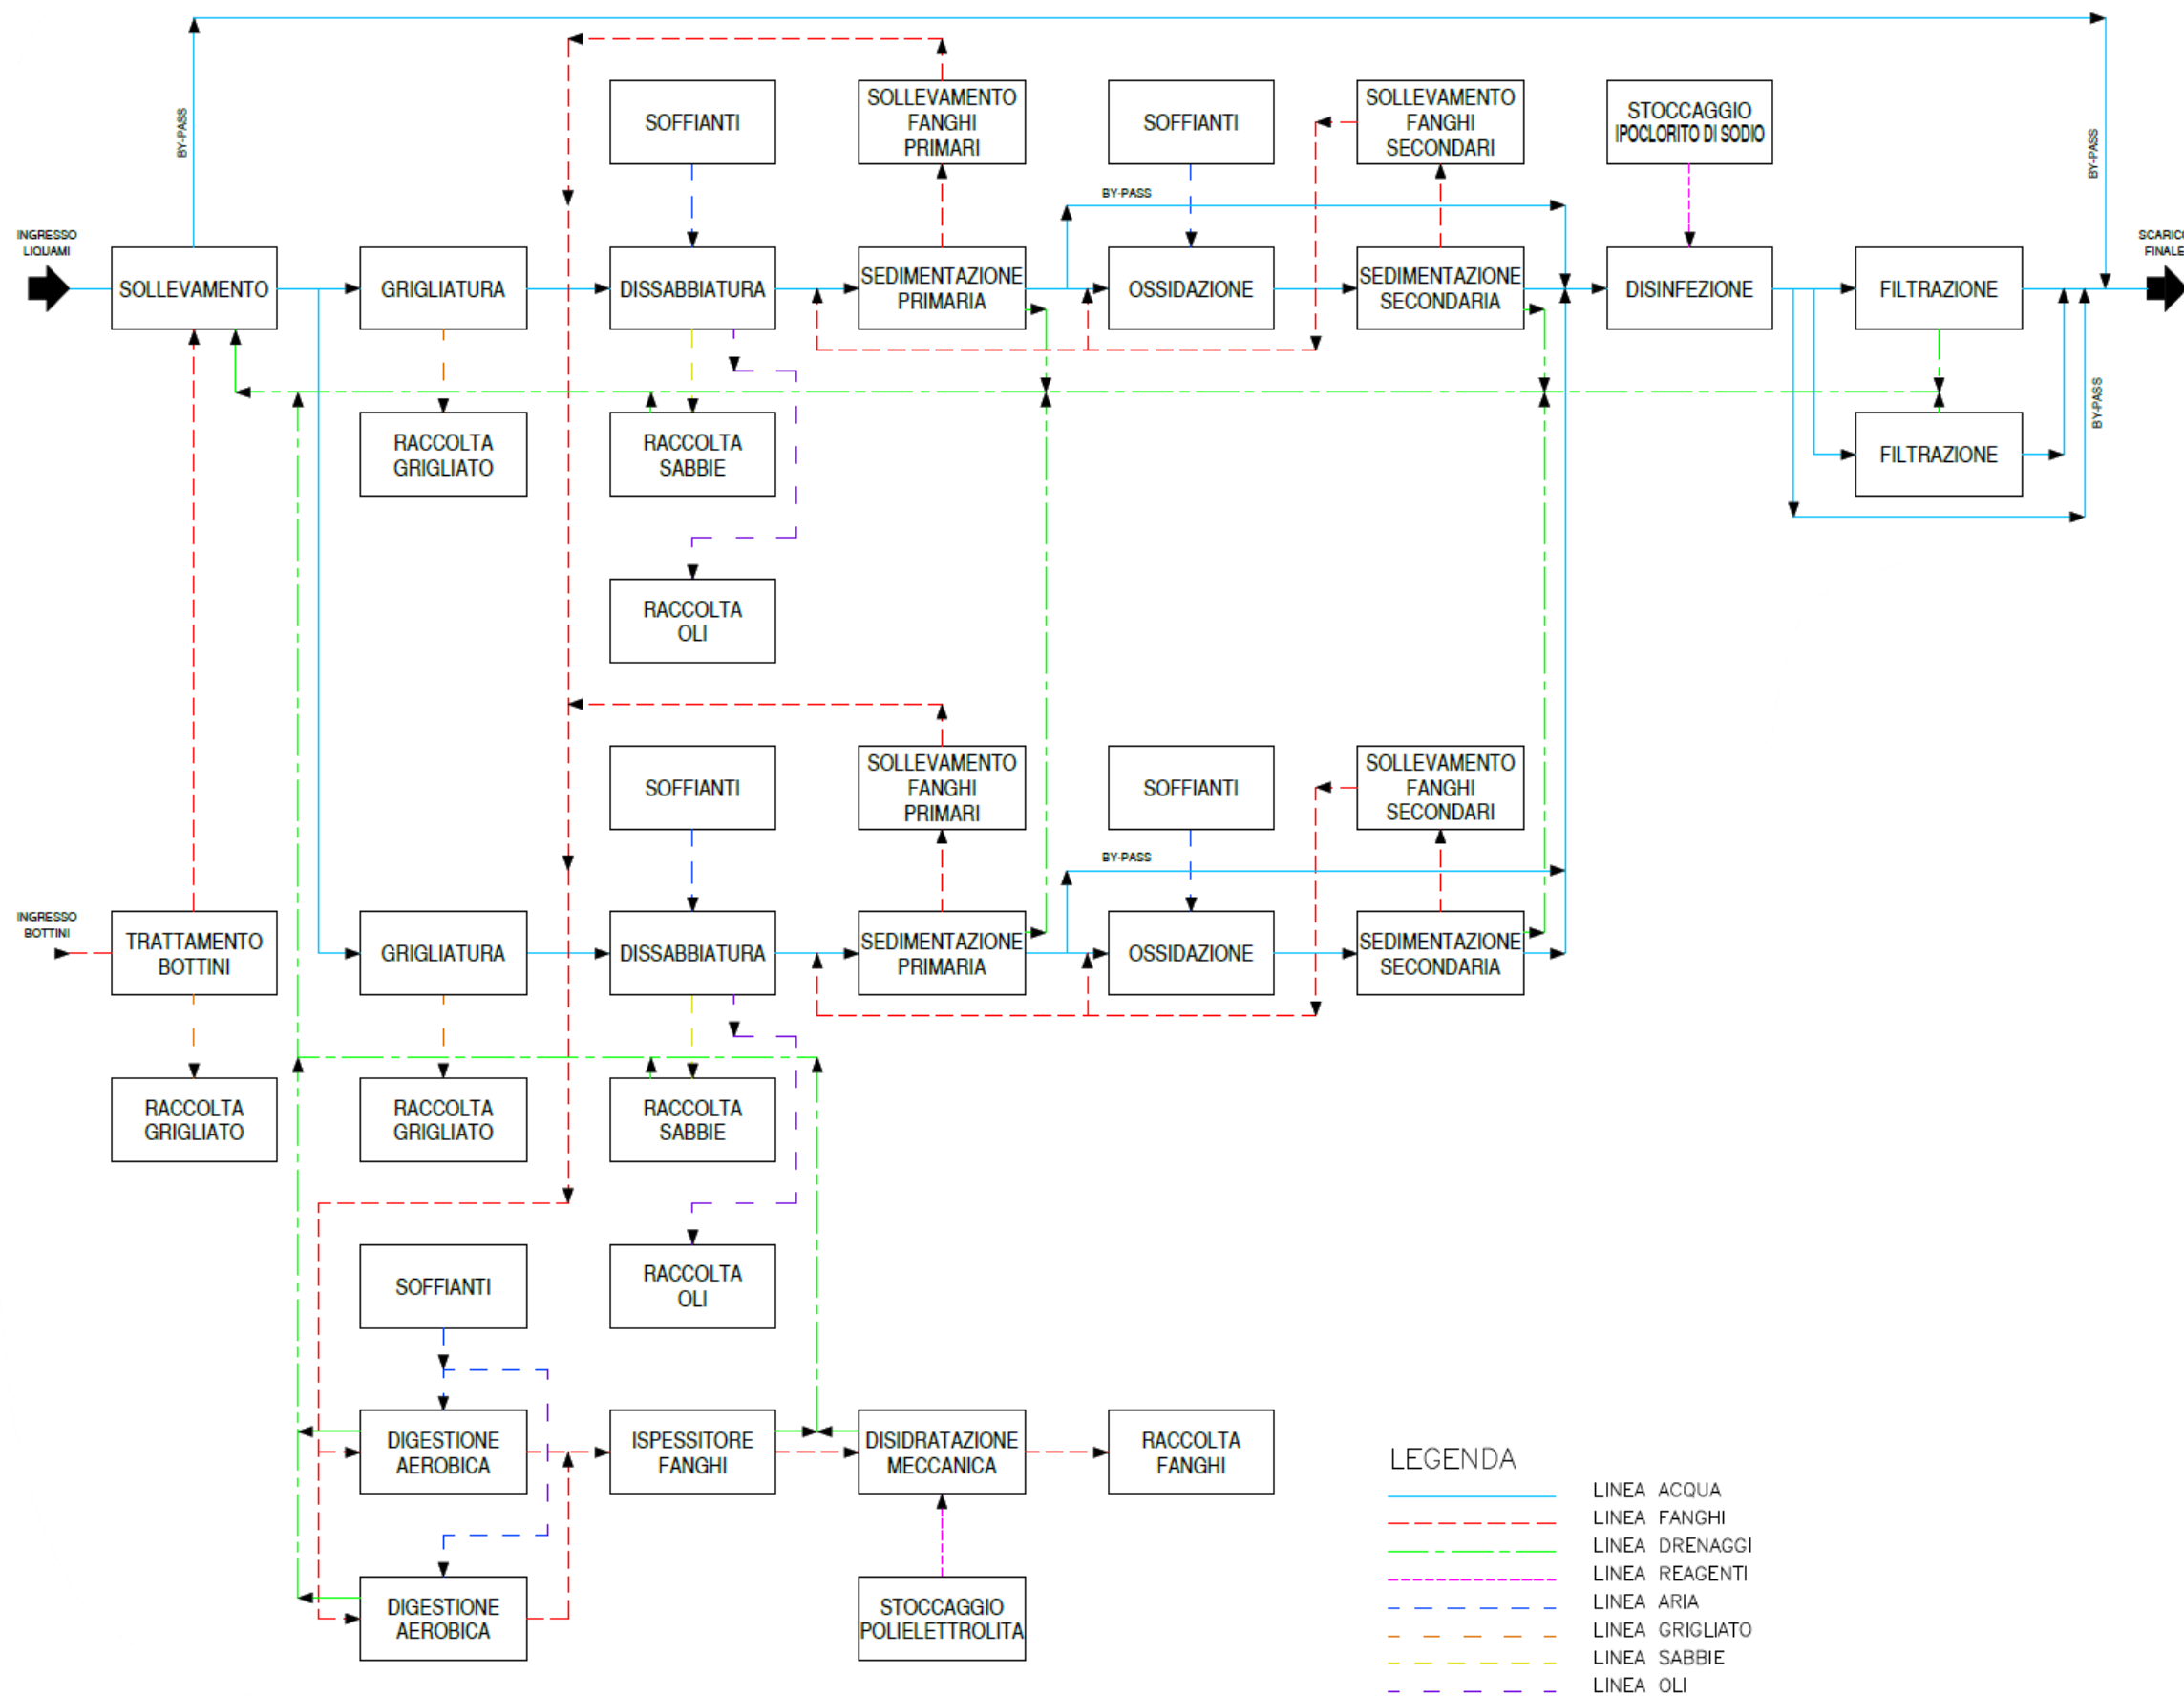 BY-PASS
SOFFIANTI
SOLLEVAMENTO
FANGHI
PRIMARI
SOFFIANTI
SOLLEVAMENTO
FANGHI
SECONDARI
STOCCAGGIO
IPOCLORITO DI SODIO
BY-PASS
BY-PASS
INGRESSO
LIQUAMI
SOLLEVAMENTO
GRIGLIATURA
DISSABBIATURA
SEDIMENTAZIONE
PRIMARIA
OSSIDAZIONE
SEDIMENTAZIONE
SECONDARIA
DISINFEZIONE
FILTRAZIONE
SCARICO
FINALE
BY-PASS
RACCOLTA
GRIGLIATO
RACCOLTA
SABBIE
FILTRAZIONE
RACCOLTA
OLI
SOFFIANTI
SOLLEVAMENTO
FANGHI
PRIMARI
SOFFIANTI
SOLLEVAMENTO
FANGHI
SECONDARI
BY-PASS
INGRESSO
BOTTINI
TRATTAMENTO
BOTTINI
GRIGLIATURA
DISSABBIATURA
SEDIMENTAZIONE
PRIMARIA
OSSIDAZIONE
SEDIMENTAZIONE
SECONDARIA
RACCOLTA
GRIGLIATO
RACCOLTA
GRIGLIATO
RACCOLTA
SABBIE
SOFFIANTI
RACCOLTA
OLI
DIGESTIONE
AEROBICA
ISPESSITORE
FANGHI
DISIDRATAZIONE
MECCANICA
RACCOLTA
FANGHI
DIGESTIONE
AEROBICA
STOCCAGGIO
POLIELETTROLITA
LEGENDA
LINEA ACQUA
LINEA FANGHI
LINEA DRENAGGI
LINEA REAGENTI
LINEA ARIA
LINEA GRIGLIATO
LINEA SABBIE
LINEA OLI